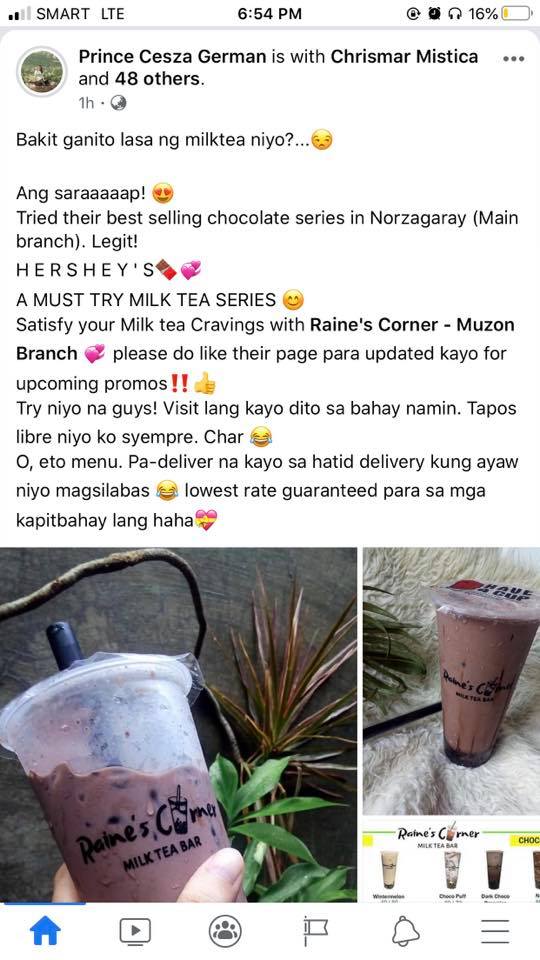 SMART LTE 6:54 PM 16%
Prince Cesza German is with Chrismar Mistica
and 48 others.
1h
Bakit ganito lasa ng milktea niyo?...😒
Ang saraaaaap! 😍
Tried their best selling chocolate series in Norzagaray (Main
branch). Legit!
H E R S H E Y ' S🍫💞
A MUST TRY MILK TEA SERIES 😊
Satisfy your Milk tea Cravings with Raine's Corner - Muzon
Branch 💞 please do like their page para updated kayo for
upcoming promos‼️👍
Try niyo na guys! Visit lang kayo dito sa bahay namin. Tapos
libre niyo ko syempre. Char 😂
O, eto menu. Pa-deliver na kayo sa hatid delivery kung ayaw
niyo magsilabas 😂 lowest rate guaranteed para sa mga
kapitbahay lang haha💝
Raine's Corner
MILK TEA BAR
HAVE
A CUP
Raine's Corner
MILK TEA BAR
Raine's Corner
MILK TEA BAR
CHOC
Wintermelon
Choco Puff
Dark Choco